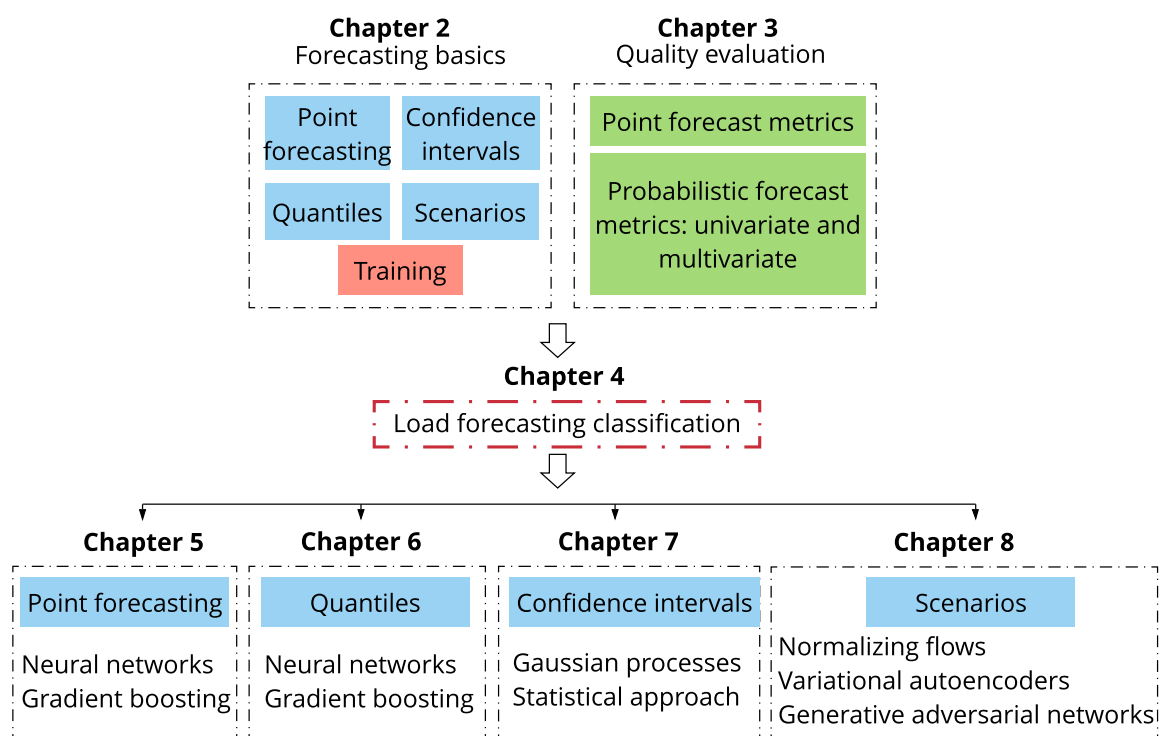 Chapter 2
Forecasting basics
Point
forecasting
Confidence
intervals
Quantiles
Scenarios
Training
Chapter 3
Quality evaluation
Point forecast metrics
Probabilistic forecast
metrics: univariate and
multivariate
Chapter 4
Load forecasting classification
Chapter 5
Point forecasting
Neural networks
Gradient boosting
Chapter 6
Quantiles
Neural networks
Gradient boosting
Chapter 7
Confidence intervals
Gaussian processes
Statistical approach
Chapter 8
Scenarios
Normalizing flows
Variational autoencoders
Generative adversarial networks